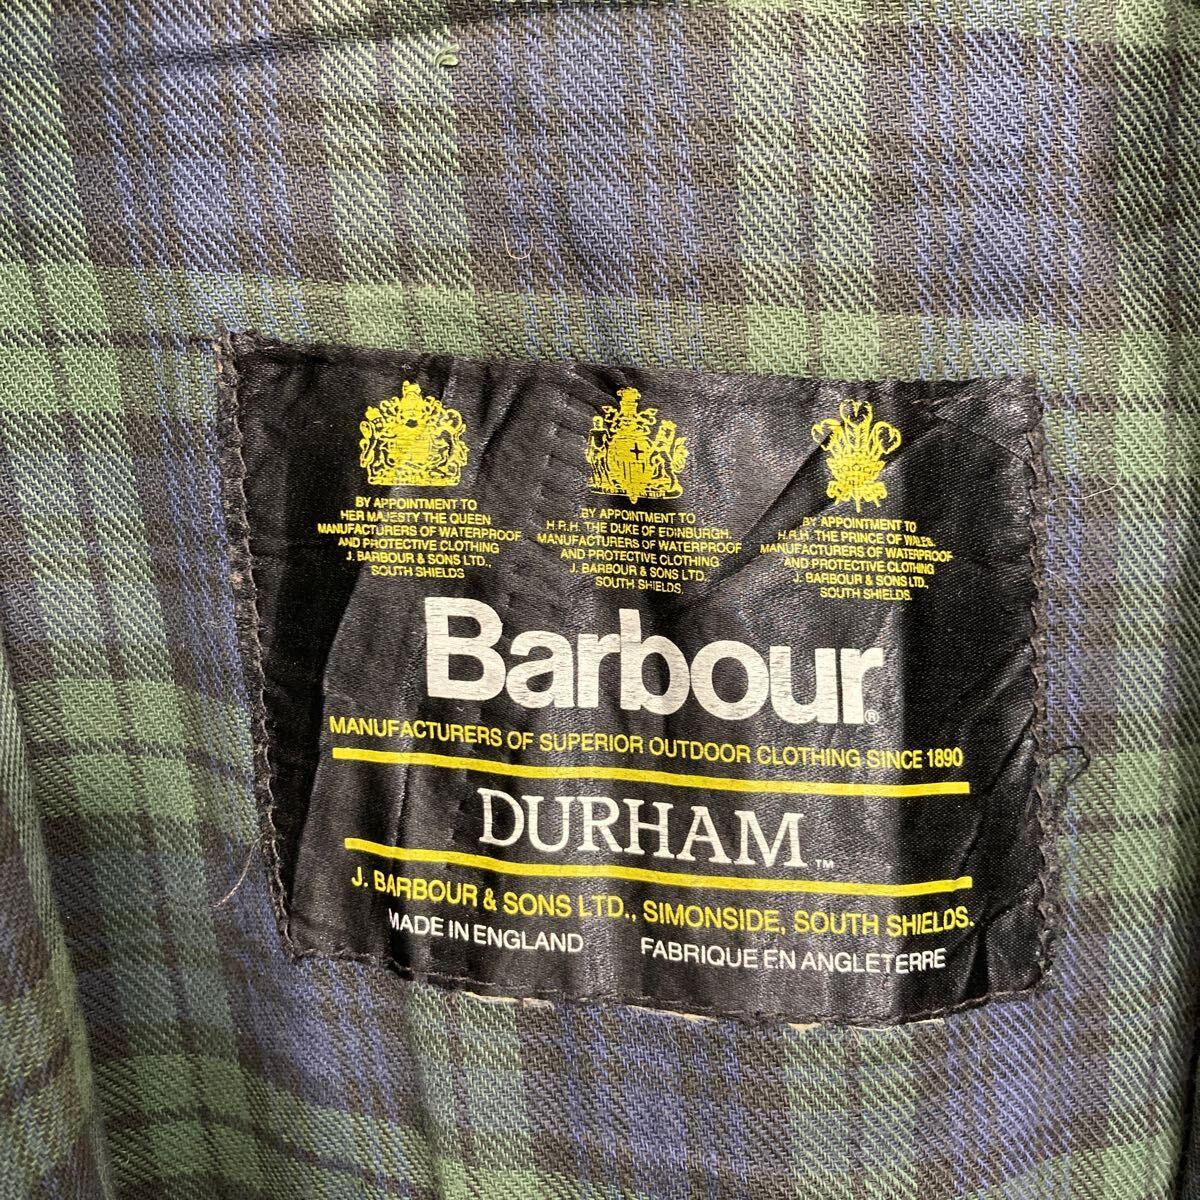 BY APPOINTMENT TO
HER MAJESTY THE QUEEN
MANUFACTURERS OF WATERPROOF
AND PROTECTIVE CLOTHING
J. BARBOUR & SONS LTD.,
SOUTH SHIELDS
BY APPOINTMENT TO
H.R.H. THE DUKE OF EDINBURGH
MANUFACTURERS OF WATERPROOF
AND PROTECTIVE CLOTHING
J. BARBOUR & SONS LTD.
SOUTH SHIELDS.
BY APPOINTMENT TO
H.R.H. THE PRINCE OF WALES
MANUFACTURERS OF WATERPROOF
AND PROTECTIVE CLOTHING
J. BARBOUR & SONS LTD.,
SOUTH SHIELDS.
Barbour®
MANUFACTURERS OF SUPERIOR OUTDOOR CLOTHING SINCE 1890
DURHAM™
J. BARBOUR & SONS LTD., SIMONSIDE, SOUTH SHIELDS.
MADE IN ENGLAND FABRIQUE EN ANGLETERRE